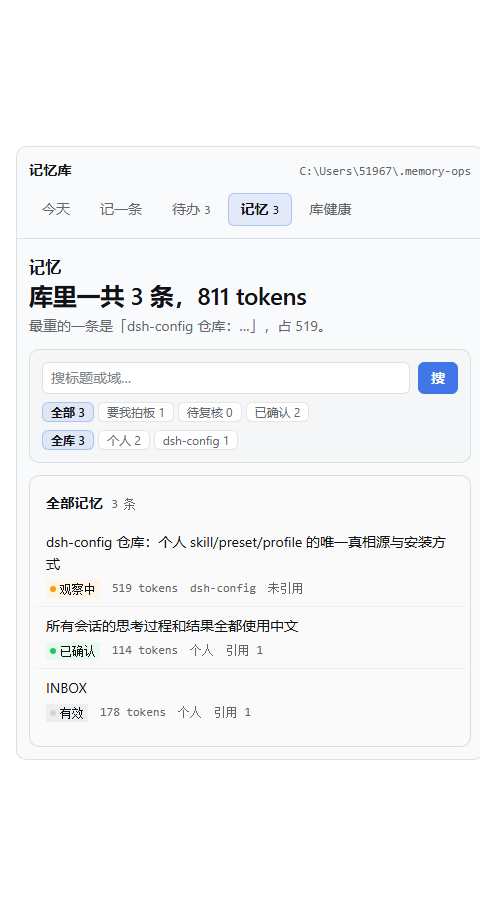 记忆库
C:\Users\51967\.memory-ops
今天 记一条 待办 3 记忆 3 库健康
记忆
库里一共 3 条，811 tokens
最重的一条是「dsh-config 仓库：…」，占 519。
搜标题或域… 搜
全部 3 要我拍板 1 待复核 0 已确认 2
全库 3 个人 2 dsh-config 1
全部记忆 3 条
dsh-config 仓库：个人 skill/preset/profile 的唯一真相源与安装方
式
观察中 519 tokens dsh-config 未引用
所有会话的思考过程和结果全都使用中文
已确认 114 tokens 个人 引用 1
INBOX
有效 178 tokens 个人 引用 1